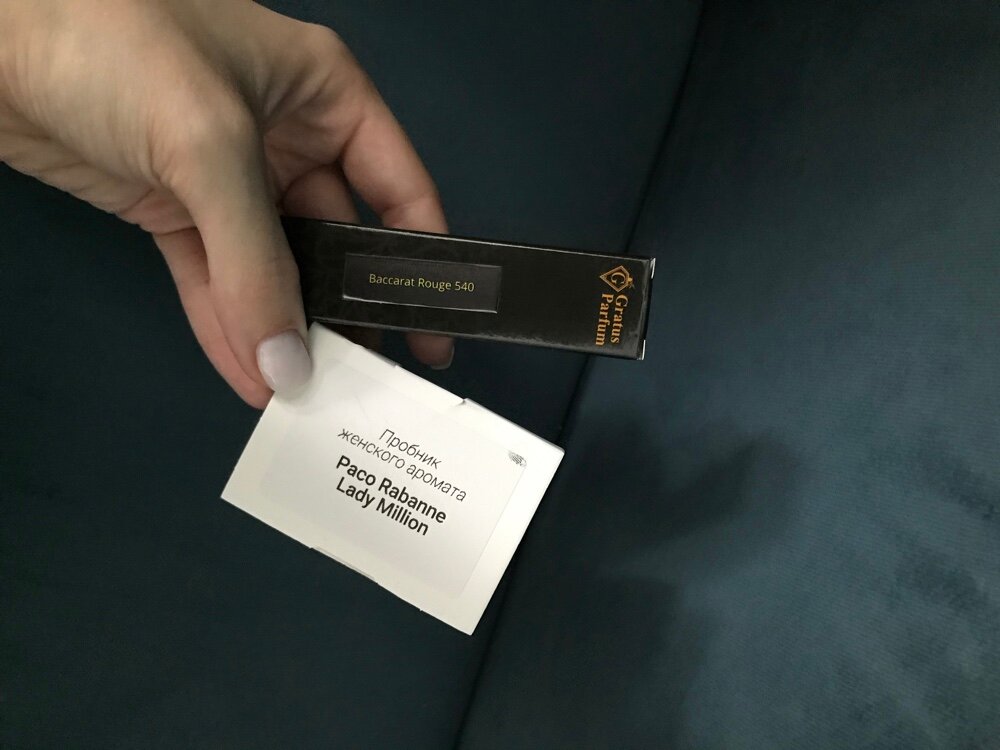 Baccarat Rouge 540
G
Gratus
Parfum
Пробник
женского аромата
Paco Rabanne
Lady Million